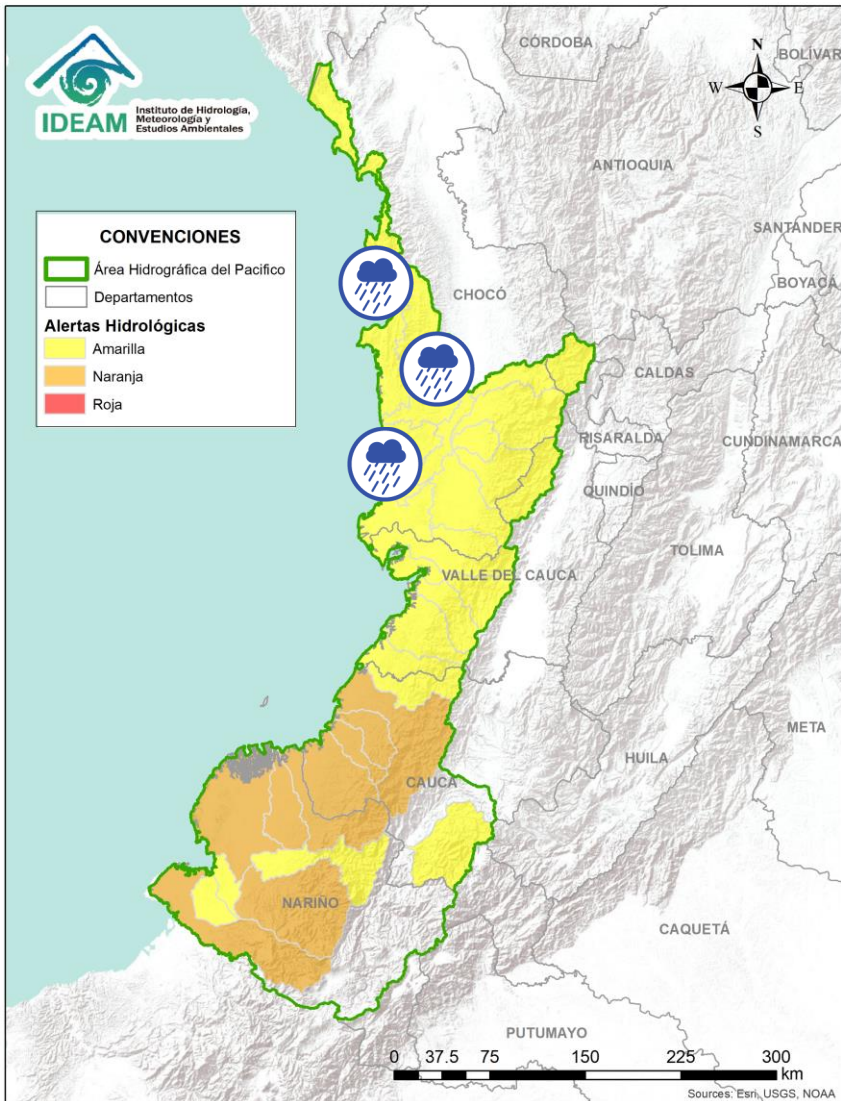 IDEAM
Instituto de Hidrología,
Meteorología y
Estudios Ambientales
CÓRDOBA
BOLÍVAR
N
W
E
S
ANTIOQUIA
SANTANDER
BOYACÁ
CONVENCIONES
Área Hidrográfica del Pacifico
Departamentos
Alertas Hidrológicas
Amarilla
Naranja
Roja
CHOCÓ
CALDAS
RISARALDA
CUNDINAMARCA
QUINDÍO
TOLIMA
VALLE DEL CAUCA
META
HUILA
CAUCA
NARIÑO
CAQUETÁ
PUTUMAYO
0 37.5 75 150 225 300
km
Sources: Esri, USGS, NOAA